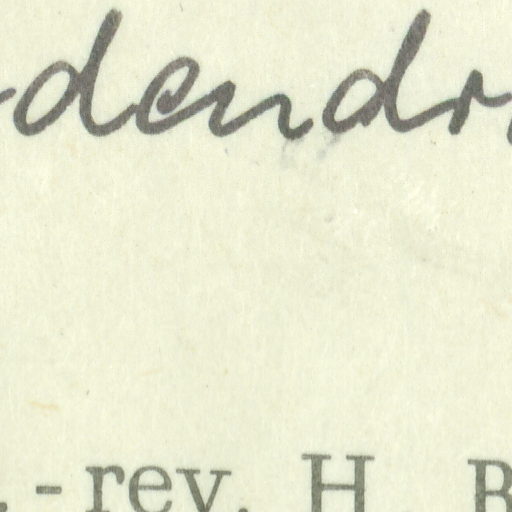 dendr
.-rev. H. B